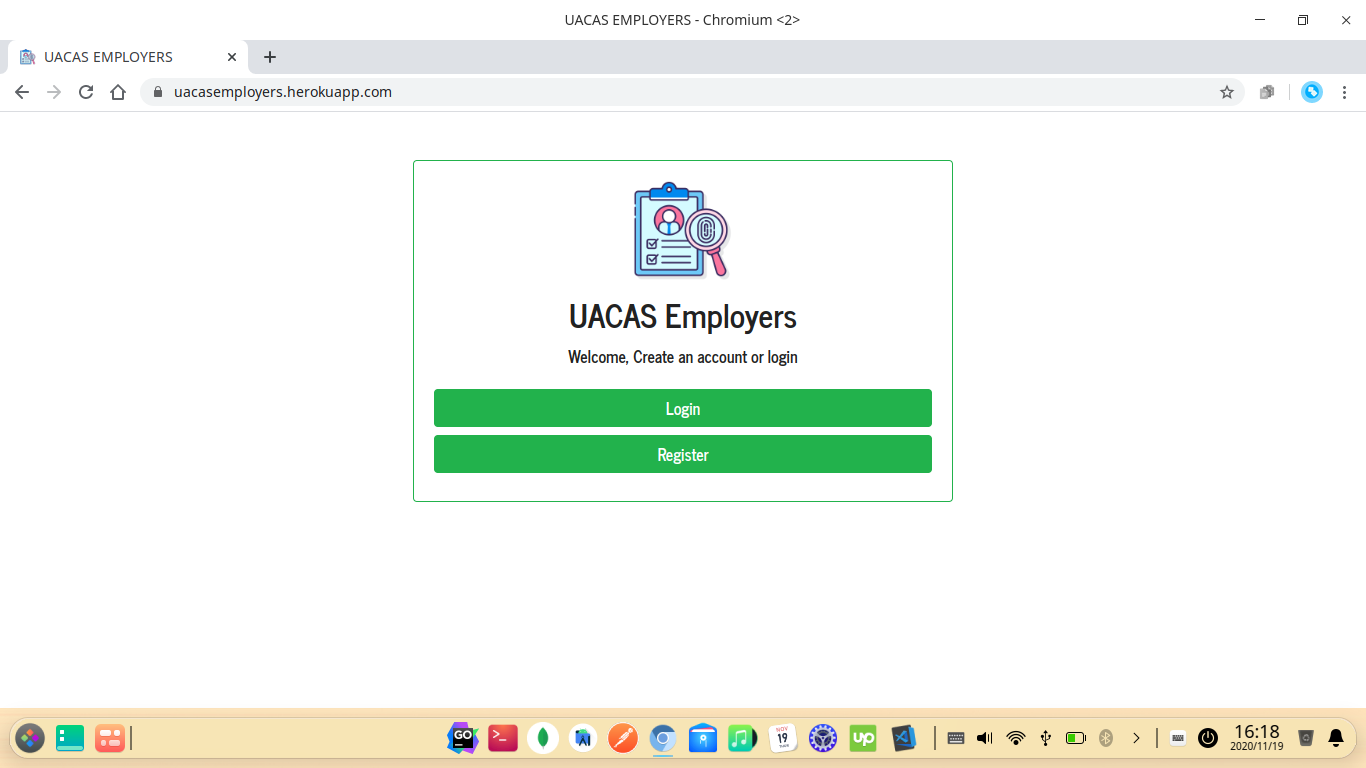 UACAS EMPLOYERS - Chromium <2>
UACAS EMPLOYERS
uacasemployers.herokuapp.com
UACAS Employers
Welcome, Create an account or login
Login
Register
GO
>_
NOV
19
up
16:18
2020/11/19